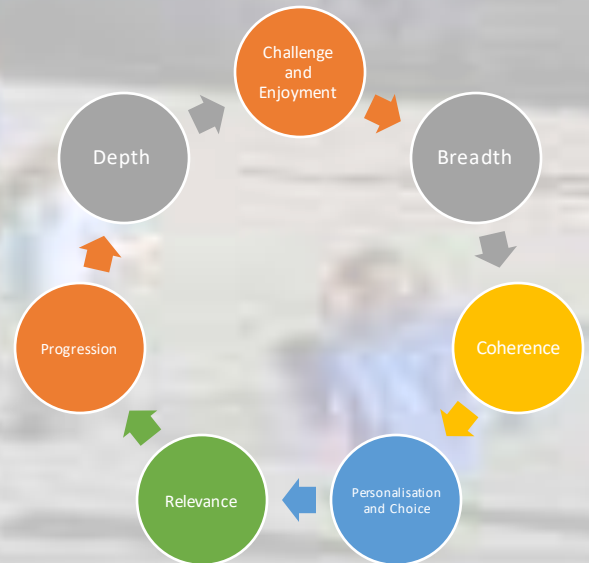 Challenge
and
Enjoyment
Breadth
Coherence
Personalisation
and Choice
Relevance
Progression
Depth